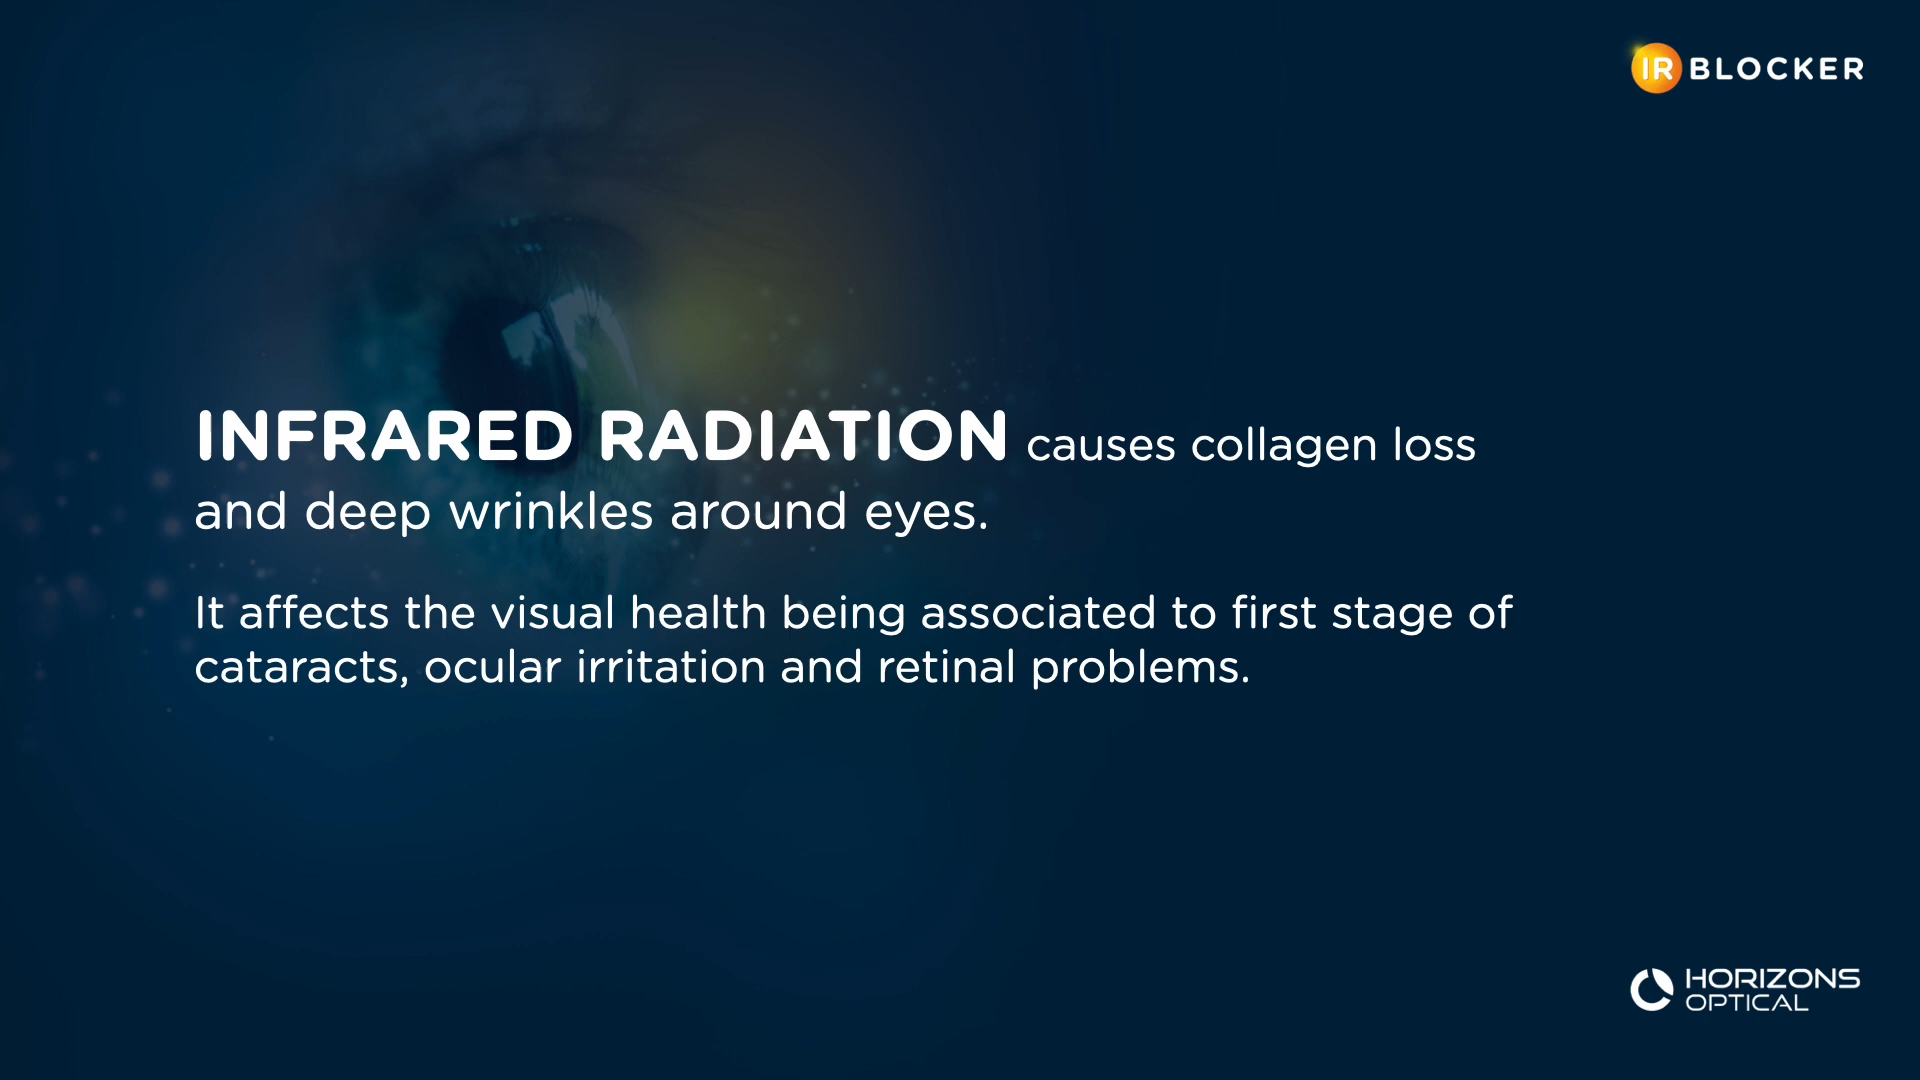 IR BLOCKER
INFRARED RADIATION causes collagen loss
and deep wrinkles around eyes.
It affects the visual health being associated to first stage of
cataracts, ocular irritation and retinal problems.
HORIZONS
OPTICAL